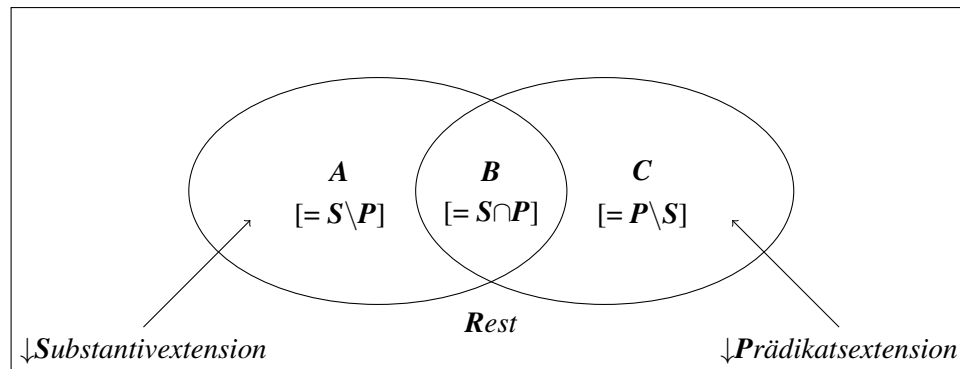 A B C
[= S\P] [= S∩P] [= P\S]
Rest
↓Substantivextension ↓Prädikatsextension